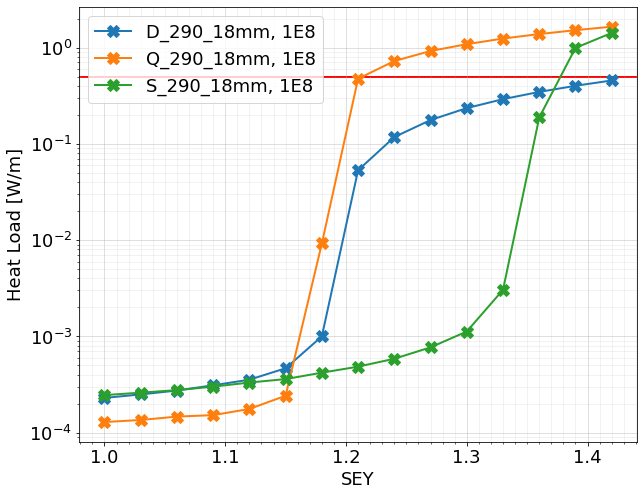 D_290_18mm, 1E8
Q_290_18mm, 1E8
S_290_18mm, 1E8
10⁰
10⁻¹
10⁻²
10⁻³
10⁻⁴
Heat Load [W/m]
1.0 1.1 1.2 1.3 1.4
SEY